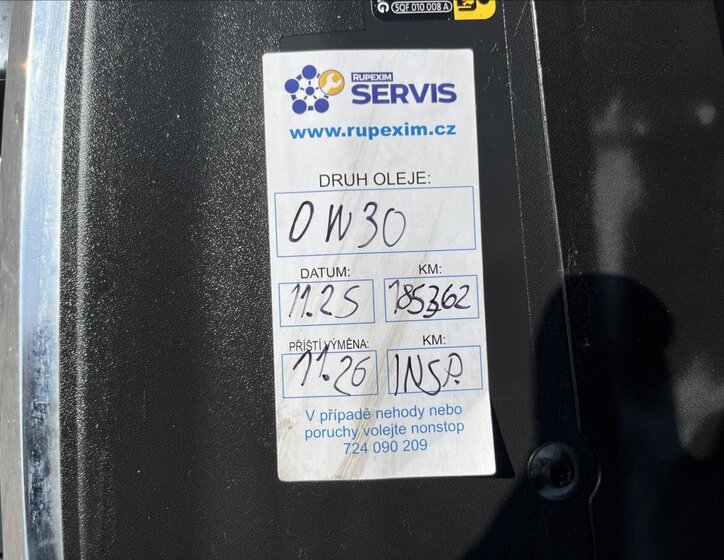 5QF 010 008 A
RUPEXIM
SERVIS
www.rupexim.cz
DRUH OLEJE:
0W30
DATUM: KM:
11.25 185362
PŘÍŠTÍ VÝMĚNA: KM:
11.26 INSP.
V případě nehody nebo
poruchy volejte nonstop
724 090 209